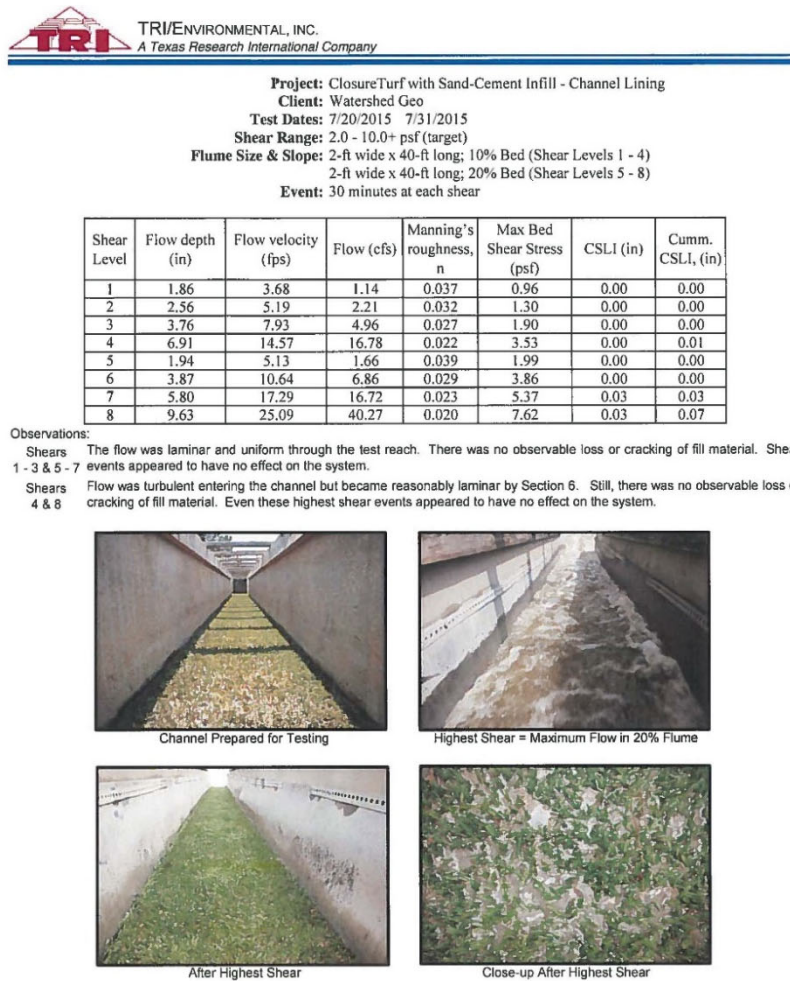 TRI
TRI/ENVIRONMENTAL, INC.
A Texas Research International Company
Project: ClosureTurf with Sand-Cement Infill - Channel Lining
Client: Watershed Geo
Test Dates: 7/20/2015 7/31/2015
Shear Range: 2.0 - 10.0+ psf (target)
Flume Size & Slope: 2-ft wide x 40-ft long; 10% Bed (Shear Levels 1 - 4)
2-ft wide x 40-ft long; 20% Bed (Shear Levels 5 - 8)
Event: 30 minutes at each shear
Shear Level Flow depth (in) Flow velocity (fps) Flow (cfs) Manning's roughness, n Max Bed Shear Stress (psf) CSLI (in) Cumm. CSLI, (in)
1 1.86 3.68 1.14 0.037 0.96 0.00 0.00
2 2.56 5.19 2.21 0.032 1.30 0.00 0.00
3 3.76 7.93 4.96 0.027 1.90 0.00 0.00
4 6.91 14.57 16.78 0.022 3.53 0.00 0.01
5 1.94 5.13 1.66 0.039 1.99 0.00 0.00
6 3.87 10.64 6.86 0.029 3.86 0.00 0.00
7 5.80 17.29 16.72 0.023 5.37 0.03 0.03
8 9.63 25.09 40.27 0.020 7.62 0.03 0.07
Observations:
Shears The flow was laminar and uniform through the test reach. There was no observable loss or cracking of fill material. She
1 - 3 & 5 - 7 events appeared to have no effect on the system.
Shears Flow was turbulent entering the channel but became reasonably laminar by Section 6. Still, there was no observable loss
4 & 8 cracking of fill material. Even these highest shear events appeared to have no effect on the system.
Channel Prepared for Testing
Highest Shear = Maximum Flow in 20% Flume
After Highest Shear
Close-up After Highest Shear